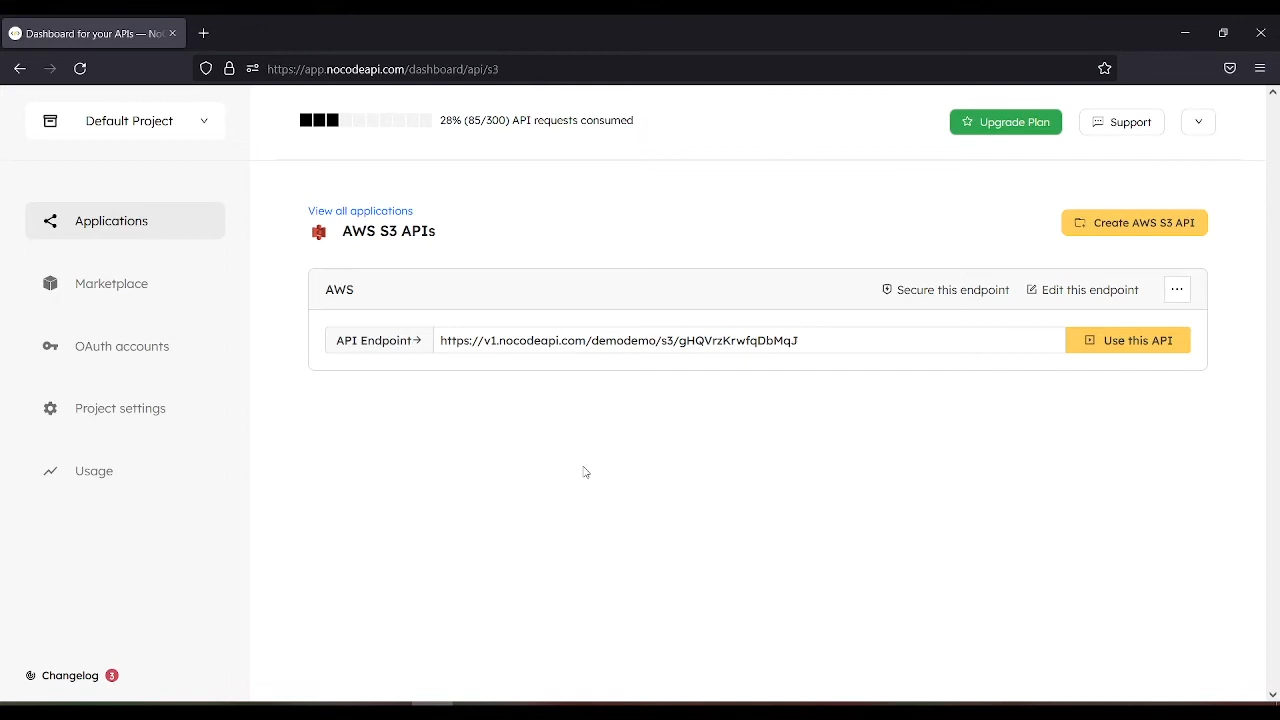 Dashboard for your APIs — NoC
https://app.nocodeapi.com/dashboard/api/s3
Default Project
28% (85/300) API requests consumed
Upgrade Plan
Support
Applications
View all applications
AWS S3 APIs
Create AWS S3 API
Marketplace
AWS
Secure this endpoint
Edit this endpoint
API Endpoint
https://v1.nocodeapi.com/demodemo/s3/gHQVrzKrwfqDbMqJ
Use this API
OAuth accounts
Project settings
Usage
Changelog 3